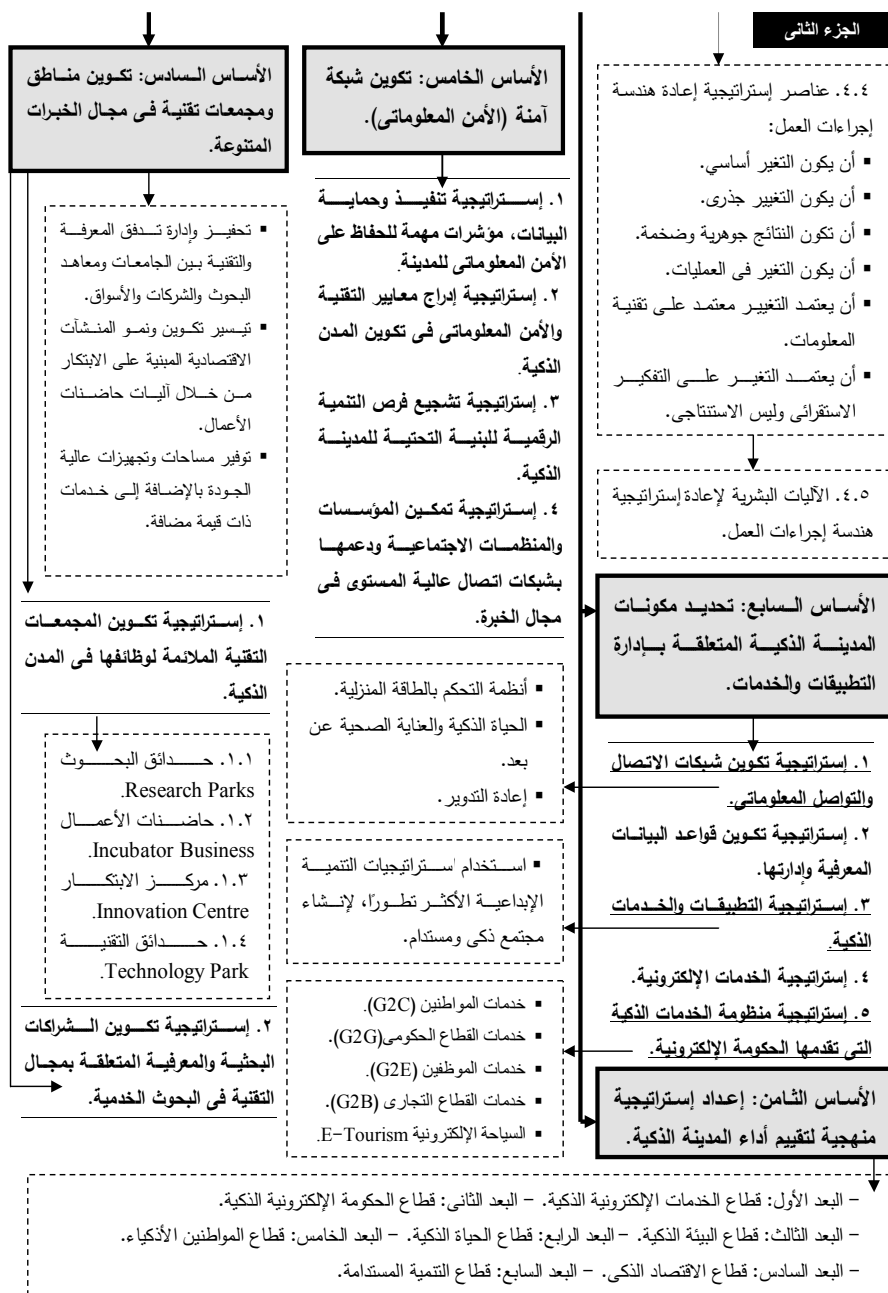 الجزء الثانى
٤.٤. عناصر إستراتيجية إعادة هندسة
إجراءات العمل:
▪ أن يكون التغير أساسي.
▪ أن يكون التغيير جذرى.
▪ أن تكون النتائج جوهرية وضخمة.
▪ أن يكون التغير فى العمليات.
▪ أن يعتمد التغيير معتمد على تقنية
المعلومات.
▪ أن يعتمد التغير على التفكير
الاستقرائى وليس الاستنتاجى.
٤.٥. الآليات البشرية لإعادة إستراتيجية
هندسة إجراءات العمل.
الأساس السابع: تحديد مكونات
المدينة الذكية المتعلقة بإدارة
التطبيقات والخدمات.
١. إستراتيجية تكوين شبكات الاتصال
والتواصل المعلوماتى.
٢. إستراتيجية تكوين قواعد البيانات
المعرفية وإدارتها.
٣. إستراتيجية التطبيقات والخدمات
الذكية.
٤. إستراتيجية الخدمات الإلكترونية.
٥. إستراتيجية منظومة الخدمات الذكية
التى تقدمها الحكومة الإلكترونية.
الأساس الثامن: إعداد إستراتيجية
منهجية لتقييم أداء المدينة الذكية.
الأساس الخامس: تكوين شبكة
آمنة (الأمن المعلوماتى).
١. إستراتيجية تنفيذ وحماية
البيانات، مؤشرات مهمة للحفاظ على
الأمن المعلوماتى للمدينة.
٢. إستراتيجية إدراج معايير التقنية
والأمن المعلوماتى فى تكوين المدن
الذكية.
٣. إستراتيجية تشجيع فرص التنمية
الرقمية للبنية التحتية للمدينة
الذكية.
٤. إستراتيجية تمكين المؤسسات
والمنظمات الاجتماعية ودعمها
بشبكات اتصال عالية المستوى فى
مجال الخبرة.
▪ أنظمة التحكم بالطاقة المنزلية.
▪ الحياة الذكية والعناية الصحية عن
بعد.
▪ إعادة التدوير.
▪ استخدام استراتيجيات التنمية
الإبداعية الأكثر تطورًا، لإنشاء
مجتمع ذكى ومستدام.
▪ خدمات المواطنين (G2C).
▪ خدمات القطاع الحكومى(G2G).
▪ خدمات الموظفين (G2E).
▪ خدمات القطاع التجارى (G2B).
▪ السياحة الإلكترونية E-Tourism.
الأساس السادس: تكوين مناطق
ومجمعات تقنية فى مجال الخبرات
المتنوعة.
▪ تحفيز وإدارة تدفق المعرفة
والتقنية بين الجامعات ومعاهد
البحوث والشركات والأسواق.
▪ تيسير تكوين ونمو المنشآت
الاقتصادية المبنية على الابتكار
من خلال آليات حاضنات
الأعمال.
▪ توفير مساحات وتجهيزات عالية
الجودة بالإضافة إلى خدمات
ذات قيمة مضافة.
١. إستراتيجية تكوين المجمعات
التقنية الملائمة لوظائفها فى المدن
الذكية.
١.١. حدائق البحوث
Research Parks.
١.٢. حاضنات الأعمال
Incubator Business.
١.٣. مركز الابتكار
Innovation Centre.
١.٤. حدائق التقنية
Technology Park.
٢. إستراتيجية تكوين الشراكات
البحثية والمعرفية المتعلقة بمجال
التقنية فى البحوث الخدمية.
- البعد الأول: قطاع الخدمات الإلكترونية الذكية. - البعد الثانى: قطاع الحكومة الإلكترونية الذكية.
- البعد الثالث: قطاع البيئة الذكية. - البعد الرابع: قطاع الحياة الذكية. - البعد الخامس: قطاع المواطنين الأذكياء.
- البعد السادس: قطاع الاقتصاد الذكى. - البعد السابع: قطاع التنمية المستدامة.